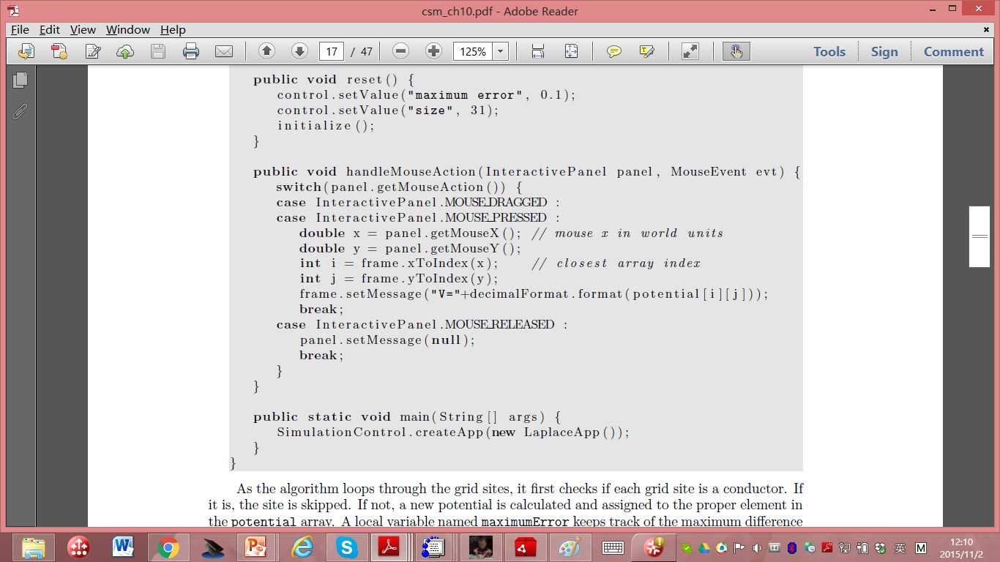 csm_ch10.pdf - Adobe Reader
File Edit View Window Help
17 / 47 125% Tools Sign Comment
public void reset() {
control.setValue("maximum error", 0.1);
control.setValue("size", 31);
initialize();
}
public void handleMouseAction(InteractivePanel panel, MouseEvent evt) {
switch(panel.getMouseAction()) {
case InteractivePanel.MOUSE_DRAGGED :
case InteractivePanel.MOUSE_PRESSED :
double x = panel.getMouseX(); // mouse x in world units
double y = panel.getMouseY();
int i = frame.xToIndex(x); // closest array index
int j = frame.yToIndex(y);
frame.setMessage("V="+decimalFormat.format(potential[i][j]));
break;
case InteractivePanel.MOUSE_RELEASED :
panel.setMessage(null);
break;
}
}
public static void main(String[] args) {
SimulationControl.createApp(new LaplaceApp());
}
}
As the algorithm loops through the grid sites, it first checks if each grid site is a conductor. If
it is, the site is skipped. If not, a new potential is calculated and assigned to the proper element in
the potential array. A local variable named maximumError keeps track of the maximum difference
英 M 12:10
2015/11/2